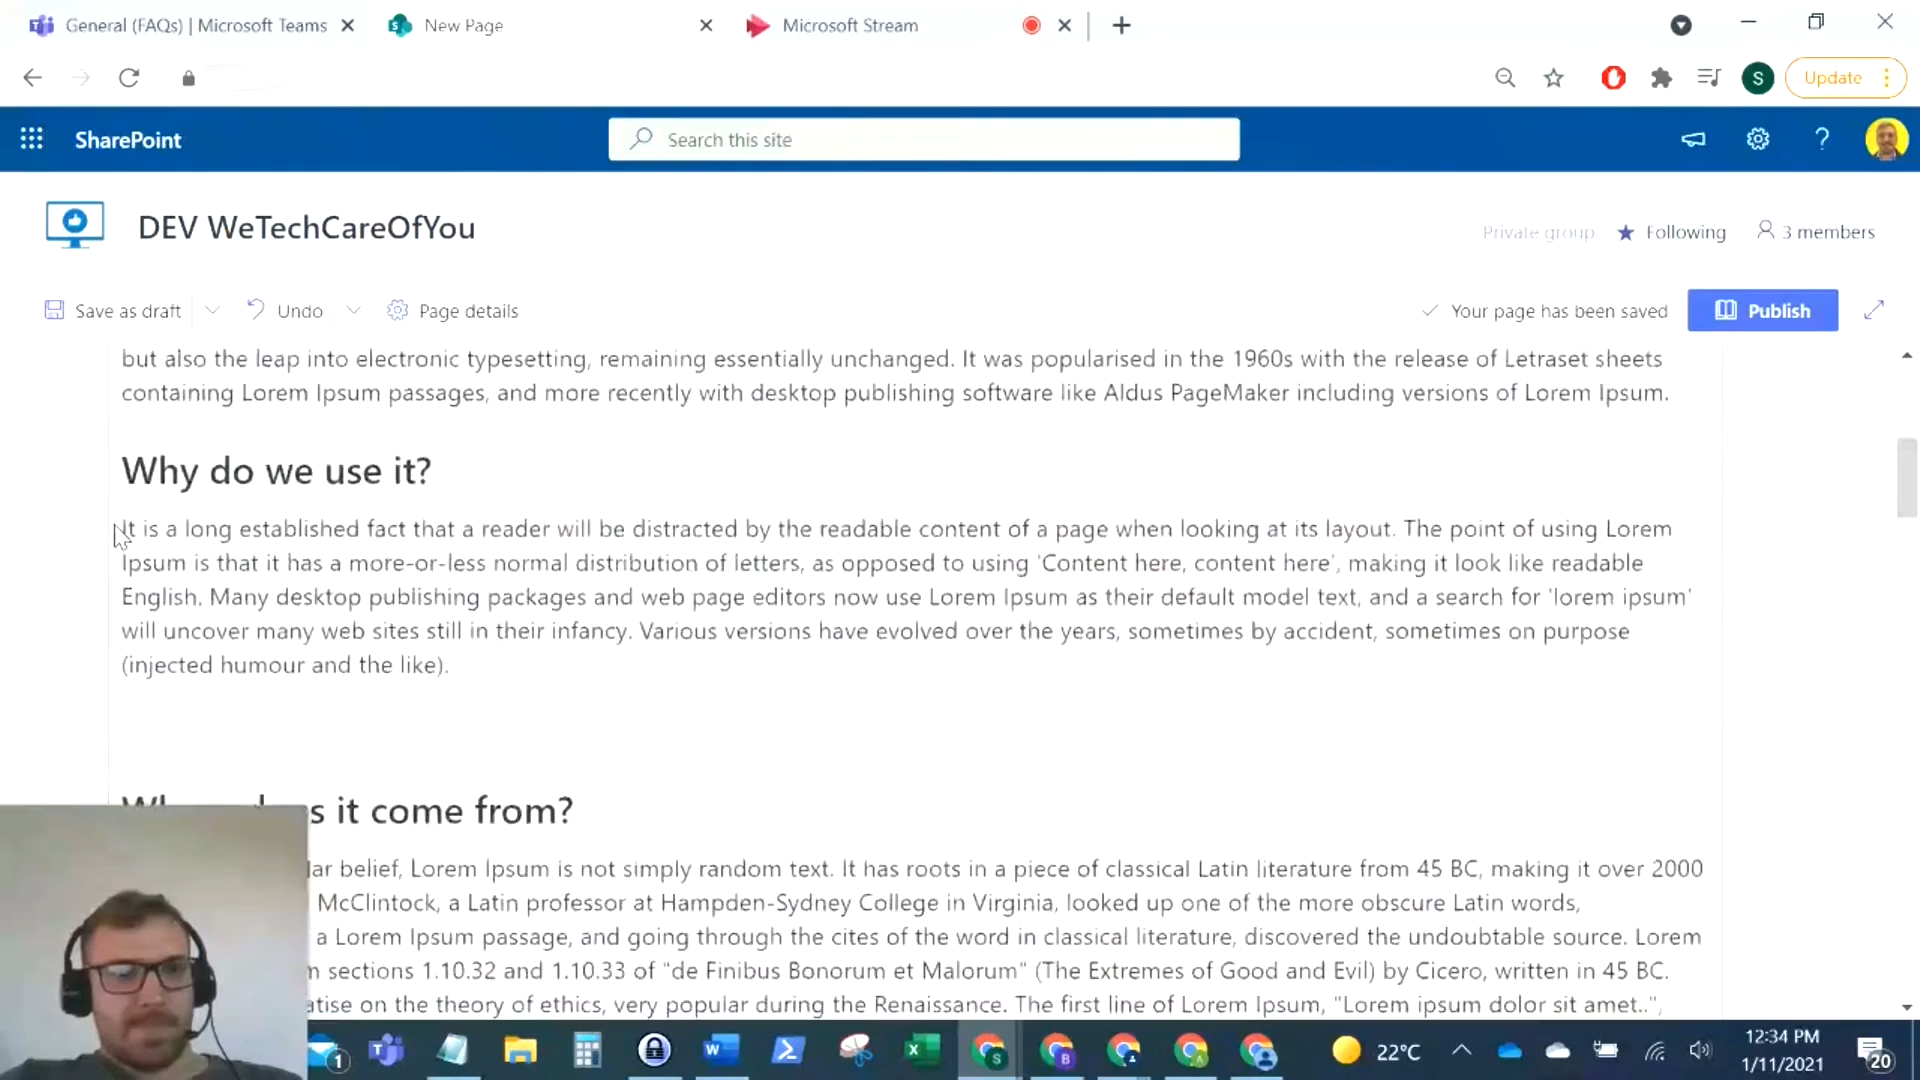 General (FAQs) | Microsoft Teams
New Page
Microsoft Stream
S
Update
SharePoint
Search this site
DEV WeTechCareOfYou
Private group
Following
3 members
Save as draft
Undo
Page details
Your page has been saved
Publish
but also the leap into electronic typesetting, remaining essentially unchanged. It was popularised in the 1960s with the release of Letraset sheets
containing Lorem Ipsum passages, and more recently with desktop publishing software like Aldus PageMaker including versions of Lorem Ipsum.
Why do we use it?
It is a long established fact that a reader will be distracted by the readable content of a page when looking at its layout. The point of using Lorem
Ipsum is that it has a more-or-less normal distribution of letters, as opposed to using 'Content here, content here', making it look like readable
English. Many desktop publishing packages and web page editors now use Lorem Ipsum as their default model text, and a search for 'lorem ipsum'
will uncover many web sites still in their infancy. Various versions have evolved over the years, sometimes by accident, sometimes on purpose
(injected humour and the like).
it come from?
belief, Lorem Ipsum is not simply random text. It has roots in a piece of classical Latin literature from 45 BC, making it over 2000
McClintock, a Latin professor at Hampden-Sydney College in Virginia, looked up one of the more obscure Latin words,
a Lorem Ipsum passage, and going through the cites of the word in classical literature, discovered the undoubtable source. Lorem
sections 1.10.32 and 1.10.33 of "de Finibus Bonorum et Malorum" (The Extremes of Good and Evil) by Cicero, written in 45 BC.
on the theory of ethics, very popular during the Renaissance. The first line of Lorem Ipsum, "Lorem ipsum dolor sit amet..",
1
22°C
12:34 PM
1/11/2021
20